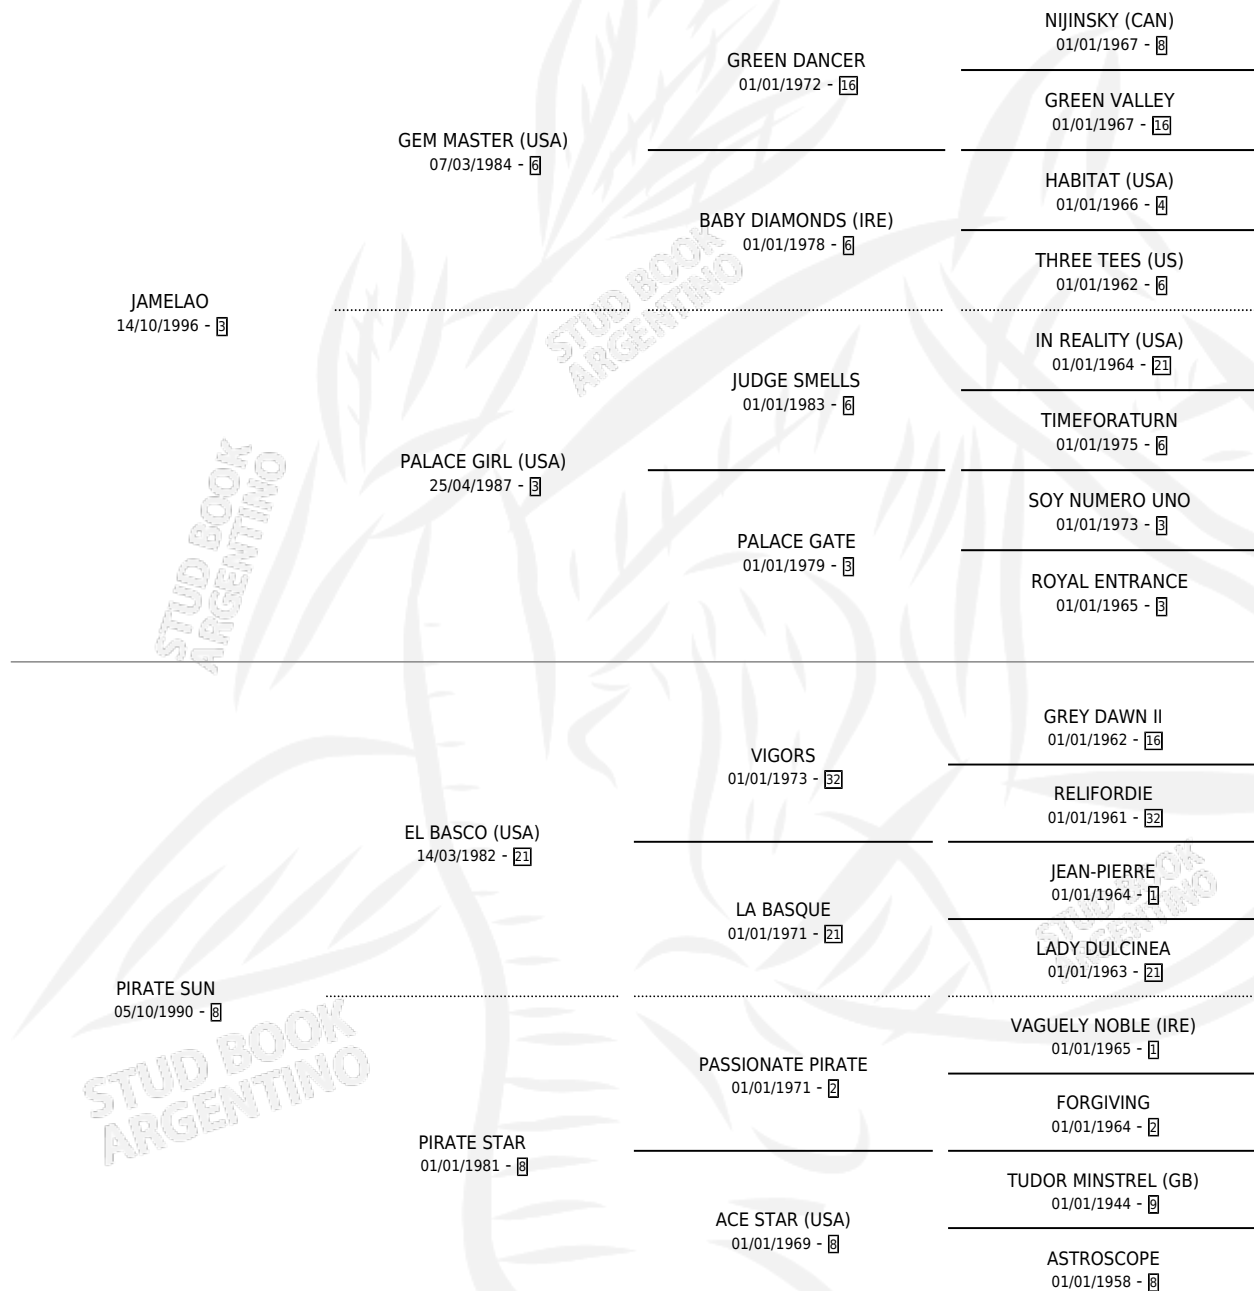 NIJINSKY (CAN)
01/01/1967 - 8
GREEN DANCER
01/01/1972 - 16
GREEN VALLEY
01/01/1967 - 16
GEM MASTER (USA)
07/03/1984 - 6
HABITAT (USA)
01/01/1966 - 4
BABY DIAMONDS (IRE)
01/01/1978 - 6
THREE TEES (US)
01/01/1962 - 6
JAMELAO
14/10/1996 - 3
IN REALITY (USA)
01/01/1964 - 21
JUDGE SMELLS
01/01/1983 - 6
TIMEFORATURN
01/01/1975 - 6
PALACE GIRL (USA)
25/04/1987 - 3
SOY NUMERO UNO
01/01/1973 - 3
PALACE GATE
01/01/1979 - 3
ROYAL ENTRANCE
01/01/1965 - 3
GREY DAWN II
01/01/1962 - 16
VIGORS
01/01/1973 - 32
RELIFORDIE
01/01/1961 - 32
EL BASCO (USA)
14/03/1982 - 21
JEAN-PIERRE
01/01/1964 - 1
LA BASQUE
01/01/1971 - 21
LADY DULCINEA
01/01/1963 - 21
PIRATE SUN
05/10/1990 - 8
VAGUELY NOBLE (IRE)
01/01/1965 - 1
PASSIONATE PIRATE
01/01/1971 - 2
FORGIVING
01/01/1964 - 2
PIRATE STAR
01/01/1981 - 8
TUDOR MINSTREL (GB)
01/01/1944 - 9
ACE STAR (USA)
01/01/1969 - 8
ASTROSCOPE
01/01/1958 - 8
STUD BOOK
ARGENTINO
STUD BOOK
ARGENTINO
STUD BOOK
ARGENTINO
STUD BOOK
ARGENTINO